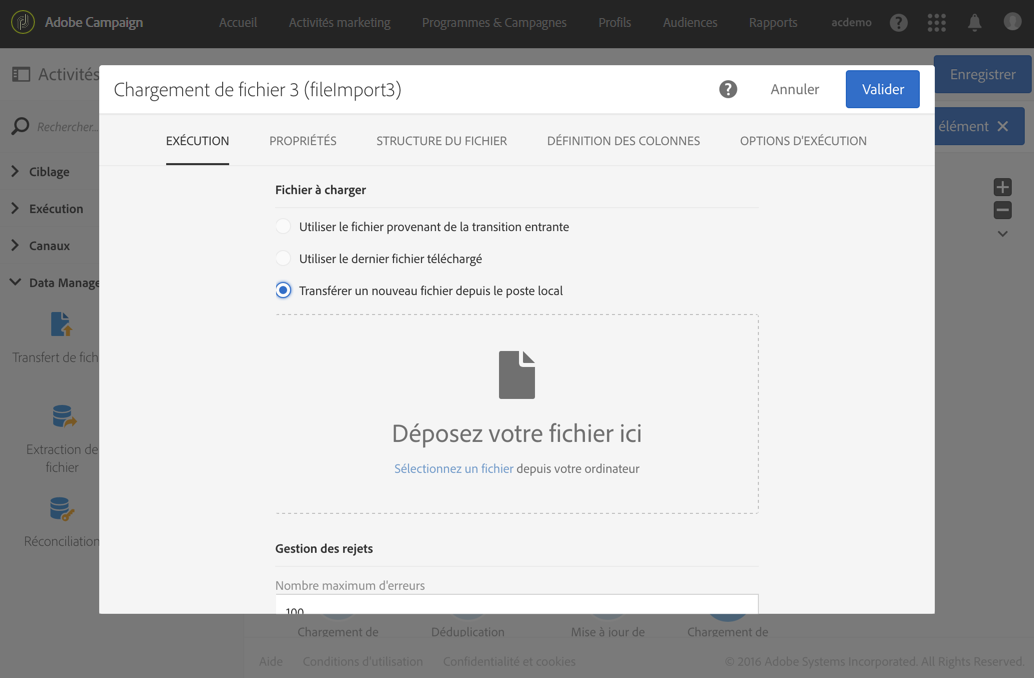 Adobe Campaign
Accueil
Activités marketing
Programmes & Campagnes
Profils
Audiences
Rapports
acdemo
Activités
Enregistrer
Chargement de fichier 3 (fileImport3)
Annuler
Valider
Rechercher...
élément
EXÉCUTION
PROPRIÉTÉS
STRUCTURE DU FICHIER
DÉFINITION DES COLONNES
OPTIONS D'EXÉCUTION
Ciblage
Exécution
Canaux
Data Manage
Transfert de fich
Extraction de
fichier
Réconciliation
Fichier à charger
Utiliser le fichier provenant de la transition entrante
Utiliser le dernier fichier téléchargé
Transférer un nouveau fichier depuis le poste local
Déposez votre fichier ici
Sélectionnez un fichier depuis votre ordinateur
Gestion des rejets
Nombre maximum d'erreurs
100
Chargement de
Déduplication
Mise à jour de
Chargement de
Aide
Conditions d'utilisation
Confidentialité et cookies
© 2016 Adobe Systems Incorporated. All Rights Reserved.